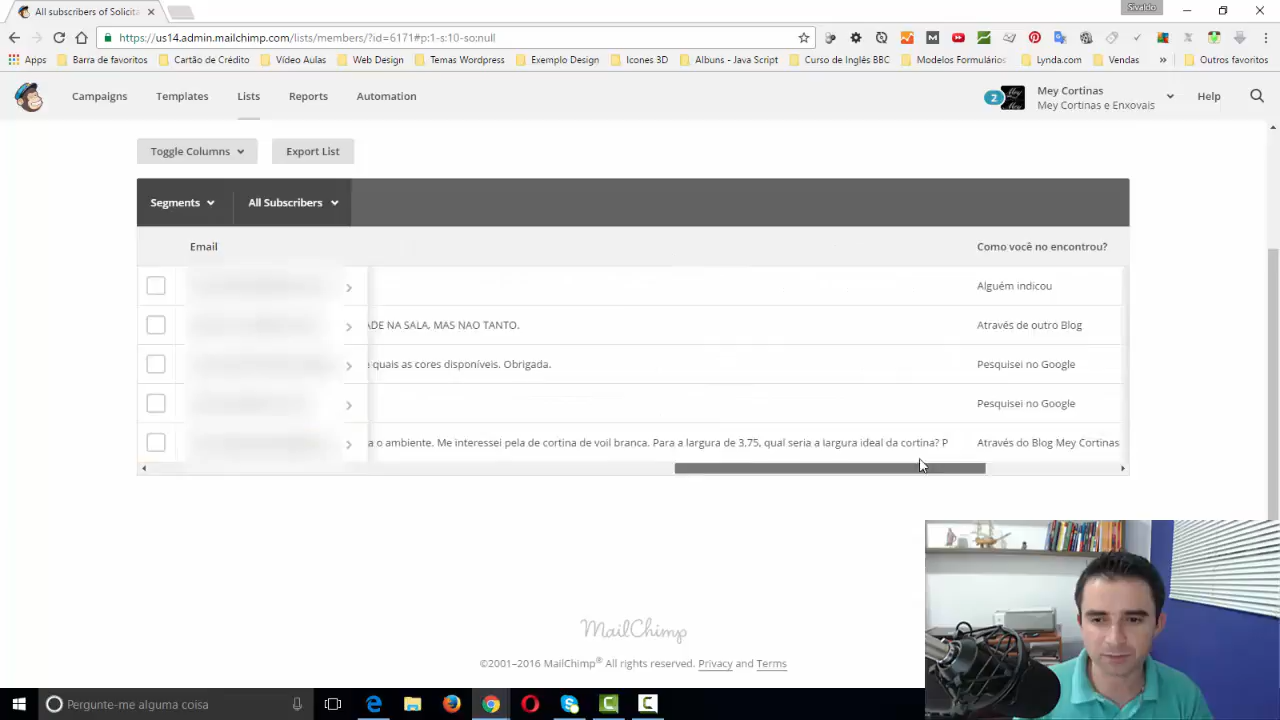 All subscribers of Solicita
Sivaldo
https://us14.admin.mailchimp.com/lists/members/?id=6171#p:1-s:10-so:null
Apps Barra de favoritos Cartão de Crédito Vídeo Aulas Web Design Temas Wordpress Exemplo Design Icones 3D Albuns - Java Script Curso de Inglês BBC Modelos Formulários Lynda.com Vendas » Outros favoritos
Campaigns Templates Lists Reports Automation
2 Mey Cortinas
Mey Cortinas e Enxovais
Help
Toggle Columns Export List
Segments All Subscribers
Email Como você no encontrou?
Alguém indicou
ADE NA SALA, MAS NAO TANTO. Através de outro Blog
e quais as cores disponíveis. Obrigada. Pesquisei no Google
Pesquisei no Google
a o ambiente. Me interessei pela de cortina de voil branca. Para a largura de 3.75, qual seria a largura ideal da cortina? P Através do Blog Mey Cortinas
MailChimp
©2001–2016 MailChimp® All rights reserved. Privacy and Terms
Pergunte-me alguma coisa